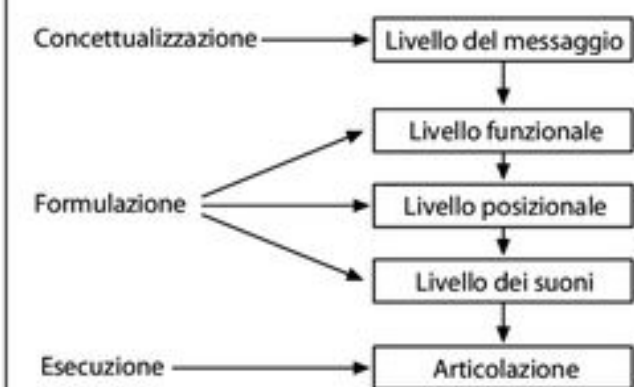 Concettualizzazione
Livello del messaggio
Livello funzionale
Formulazione
Livello posizionale
Livello dei suoni
Esecuzione
Articolazione